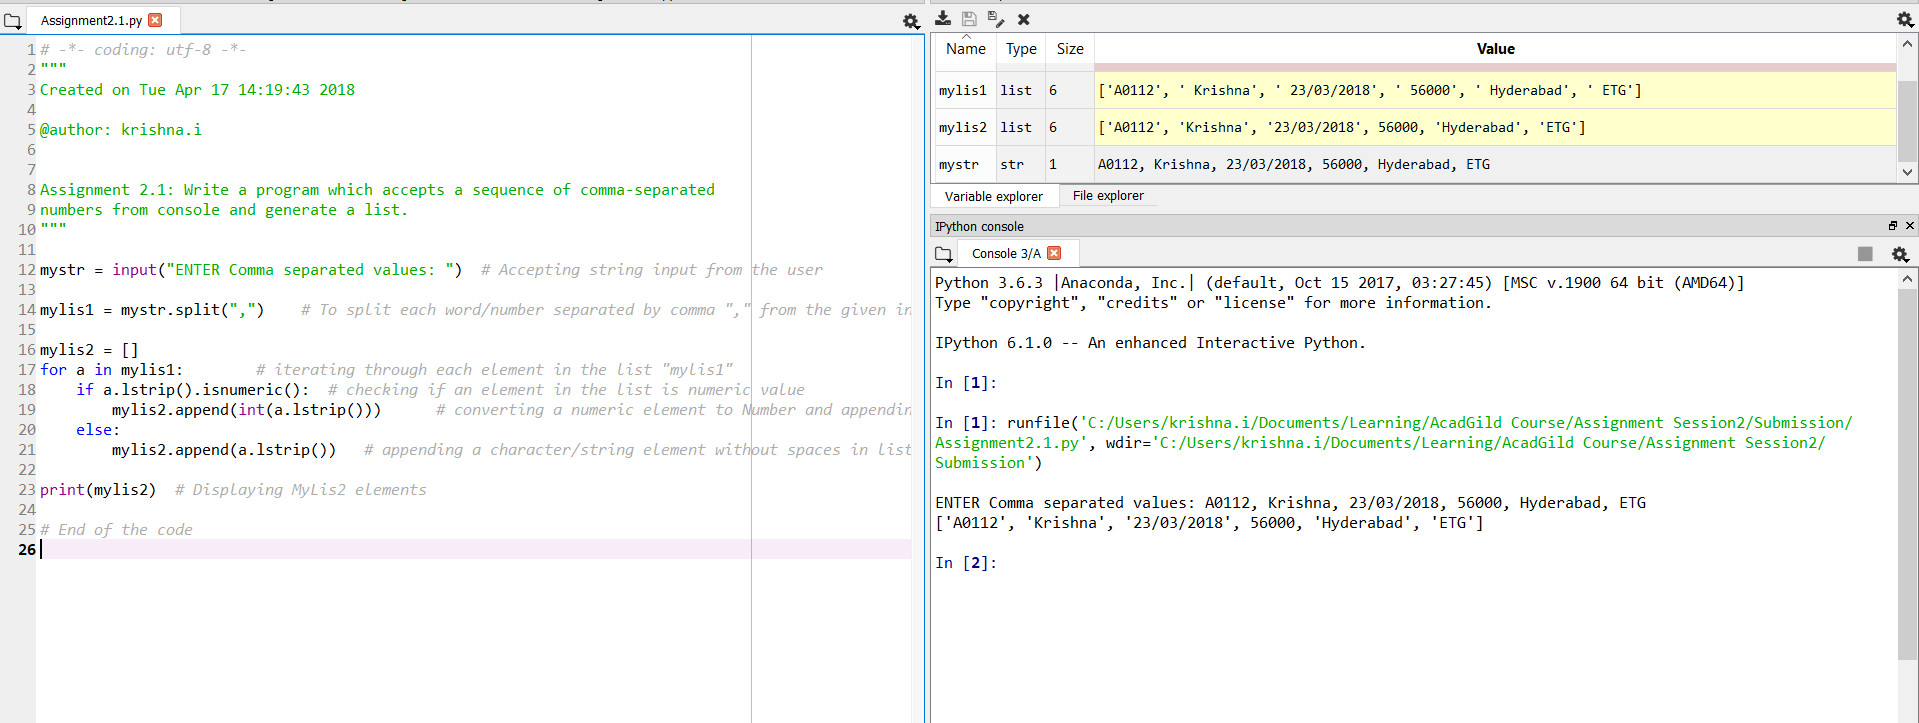 Assignment2.1.py
1 # -*- coding: utf-8 -*-
2 """
3 Created on Tue Apr 17 14:19:43 2018
4
5 @author: krishna.i
6
7
8 Assignment 2.1: Write a program which accepts a sequence of comma-separated
9 numbers from console and generate a list.
10 """
11
12 mystr = input("ENTER Comma separated values: ")  # Accepting string input from the user
13
14 mylis1 = mystr.split(",")    # To split each word/number separated by comma "," from the given in
15
16 mylis2 = []
17 for a in mylis1:        # iterating through each element in the list "mylis1"
18     if a.lstrip().isnumeric():  # checking if an element in the list is numeric value
19         mylis2.append(int(a.lstrip()))      # converting a numeric element to Number and appendin
20     else:
21         mylis2.append(a.lstrip())   # appending a character/string element without spaces in list
22
23 print(mylis2)  # Displaying MyLis2 elements
24
25 # End of the code
26
Name Type Size Value
mylis1 list 6 ['A0112', ' Krishna', ' 23/03/2018', ' 56000', ' Hyderabad', ' ETG']
mylis2 list 6 ['A0112', 'Krishna', '23/03/2018', 56000, 'Hyderabad', 'ETG']
mystr str 1 A0112, Krishna, 23/03/2018, 56000, Hyderabad, ETG
Variable explorer File explorer
IPython console
Console 3/A
Python 3.6.3 |Anaconda, Inc.| (default, Oct 15 2017, 03:27:45) [MSC v.1900 64 bit (AMD64)]
Type "copyright", "credits" or "license" for more information.

IPython 6.1.0 -- An enhanced Interactive Python.

In [1]:

In [1]: runfile('C:/Users/krishna.i/Documents/Learning/AcadGild Course/Assignment Session2/Submission/
Assignment2.1.py', wdir='C:/Users/krishna.i/Documents/Learning/AcadGild Course/Assignment Session2/
Submission')

ENTER Comma separated values: A0112, Krishna, 23/03/2018, 56000, Hyderabad, ETG
['A0112', 'Krishna', '23/03/2018', 56000, 'Hyderabad', 'ETG']

In [2]: